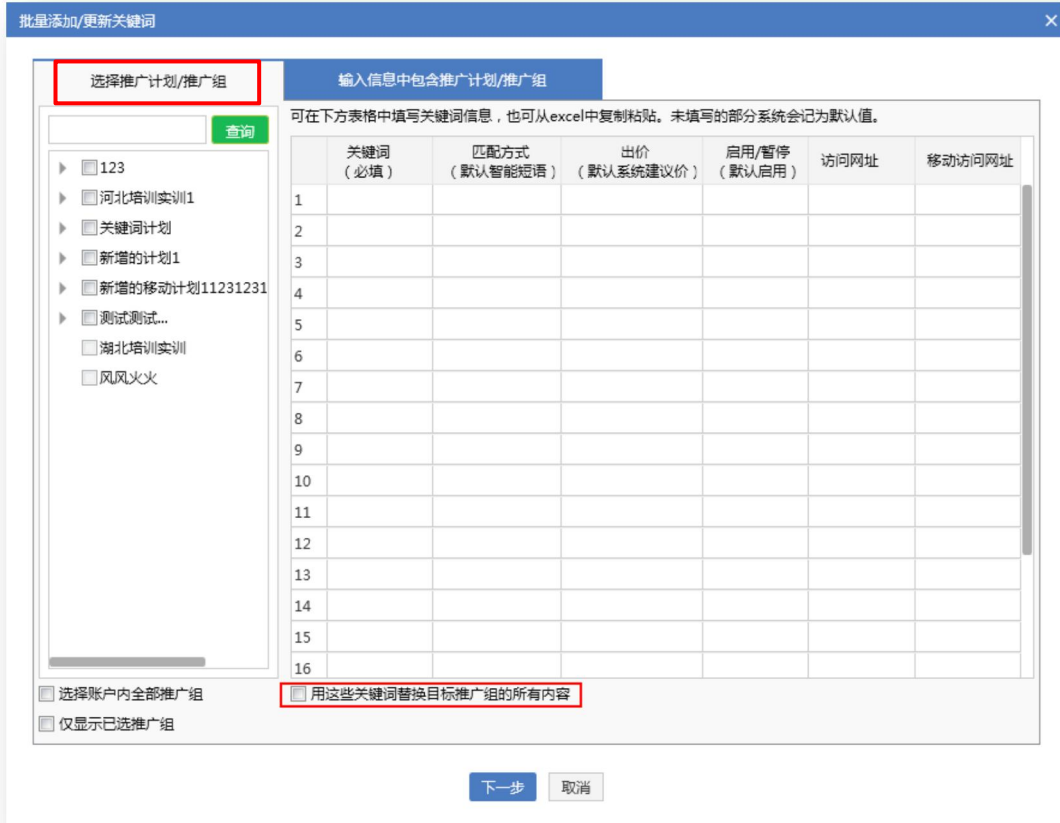 批量添加/更新关键词
选择推广计划/推广组
输入信息中包含推广计划/推广组
查询
123
河北培训实训1
关键词计划
新增的计划1
新增的移动计划11231231
测试测试...
湖北培训实训
风风火火
选择账户内全部推广组
仅显示已选推广组
可在下方表格中填写关键词信息，也可从excel中复制粘贴。未填写的部分系统会记为默认值。
关键词
（必填）
匹配方式
（默认智能短语）
出价
（默认系统建议价）
启用/暂停
（默认启用）
访问网址
移动访问网址
1
2
3
4
5
6
7
8
9
10
11
12
13
14
15
16
用这些关键词替换目标推广组的所有内容
下一步
取消